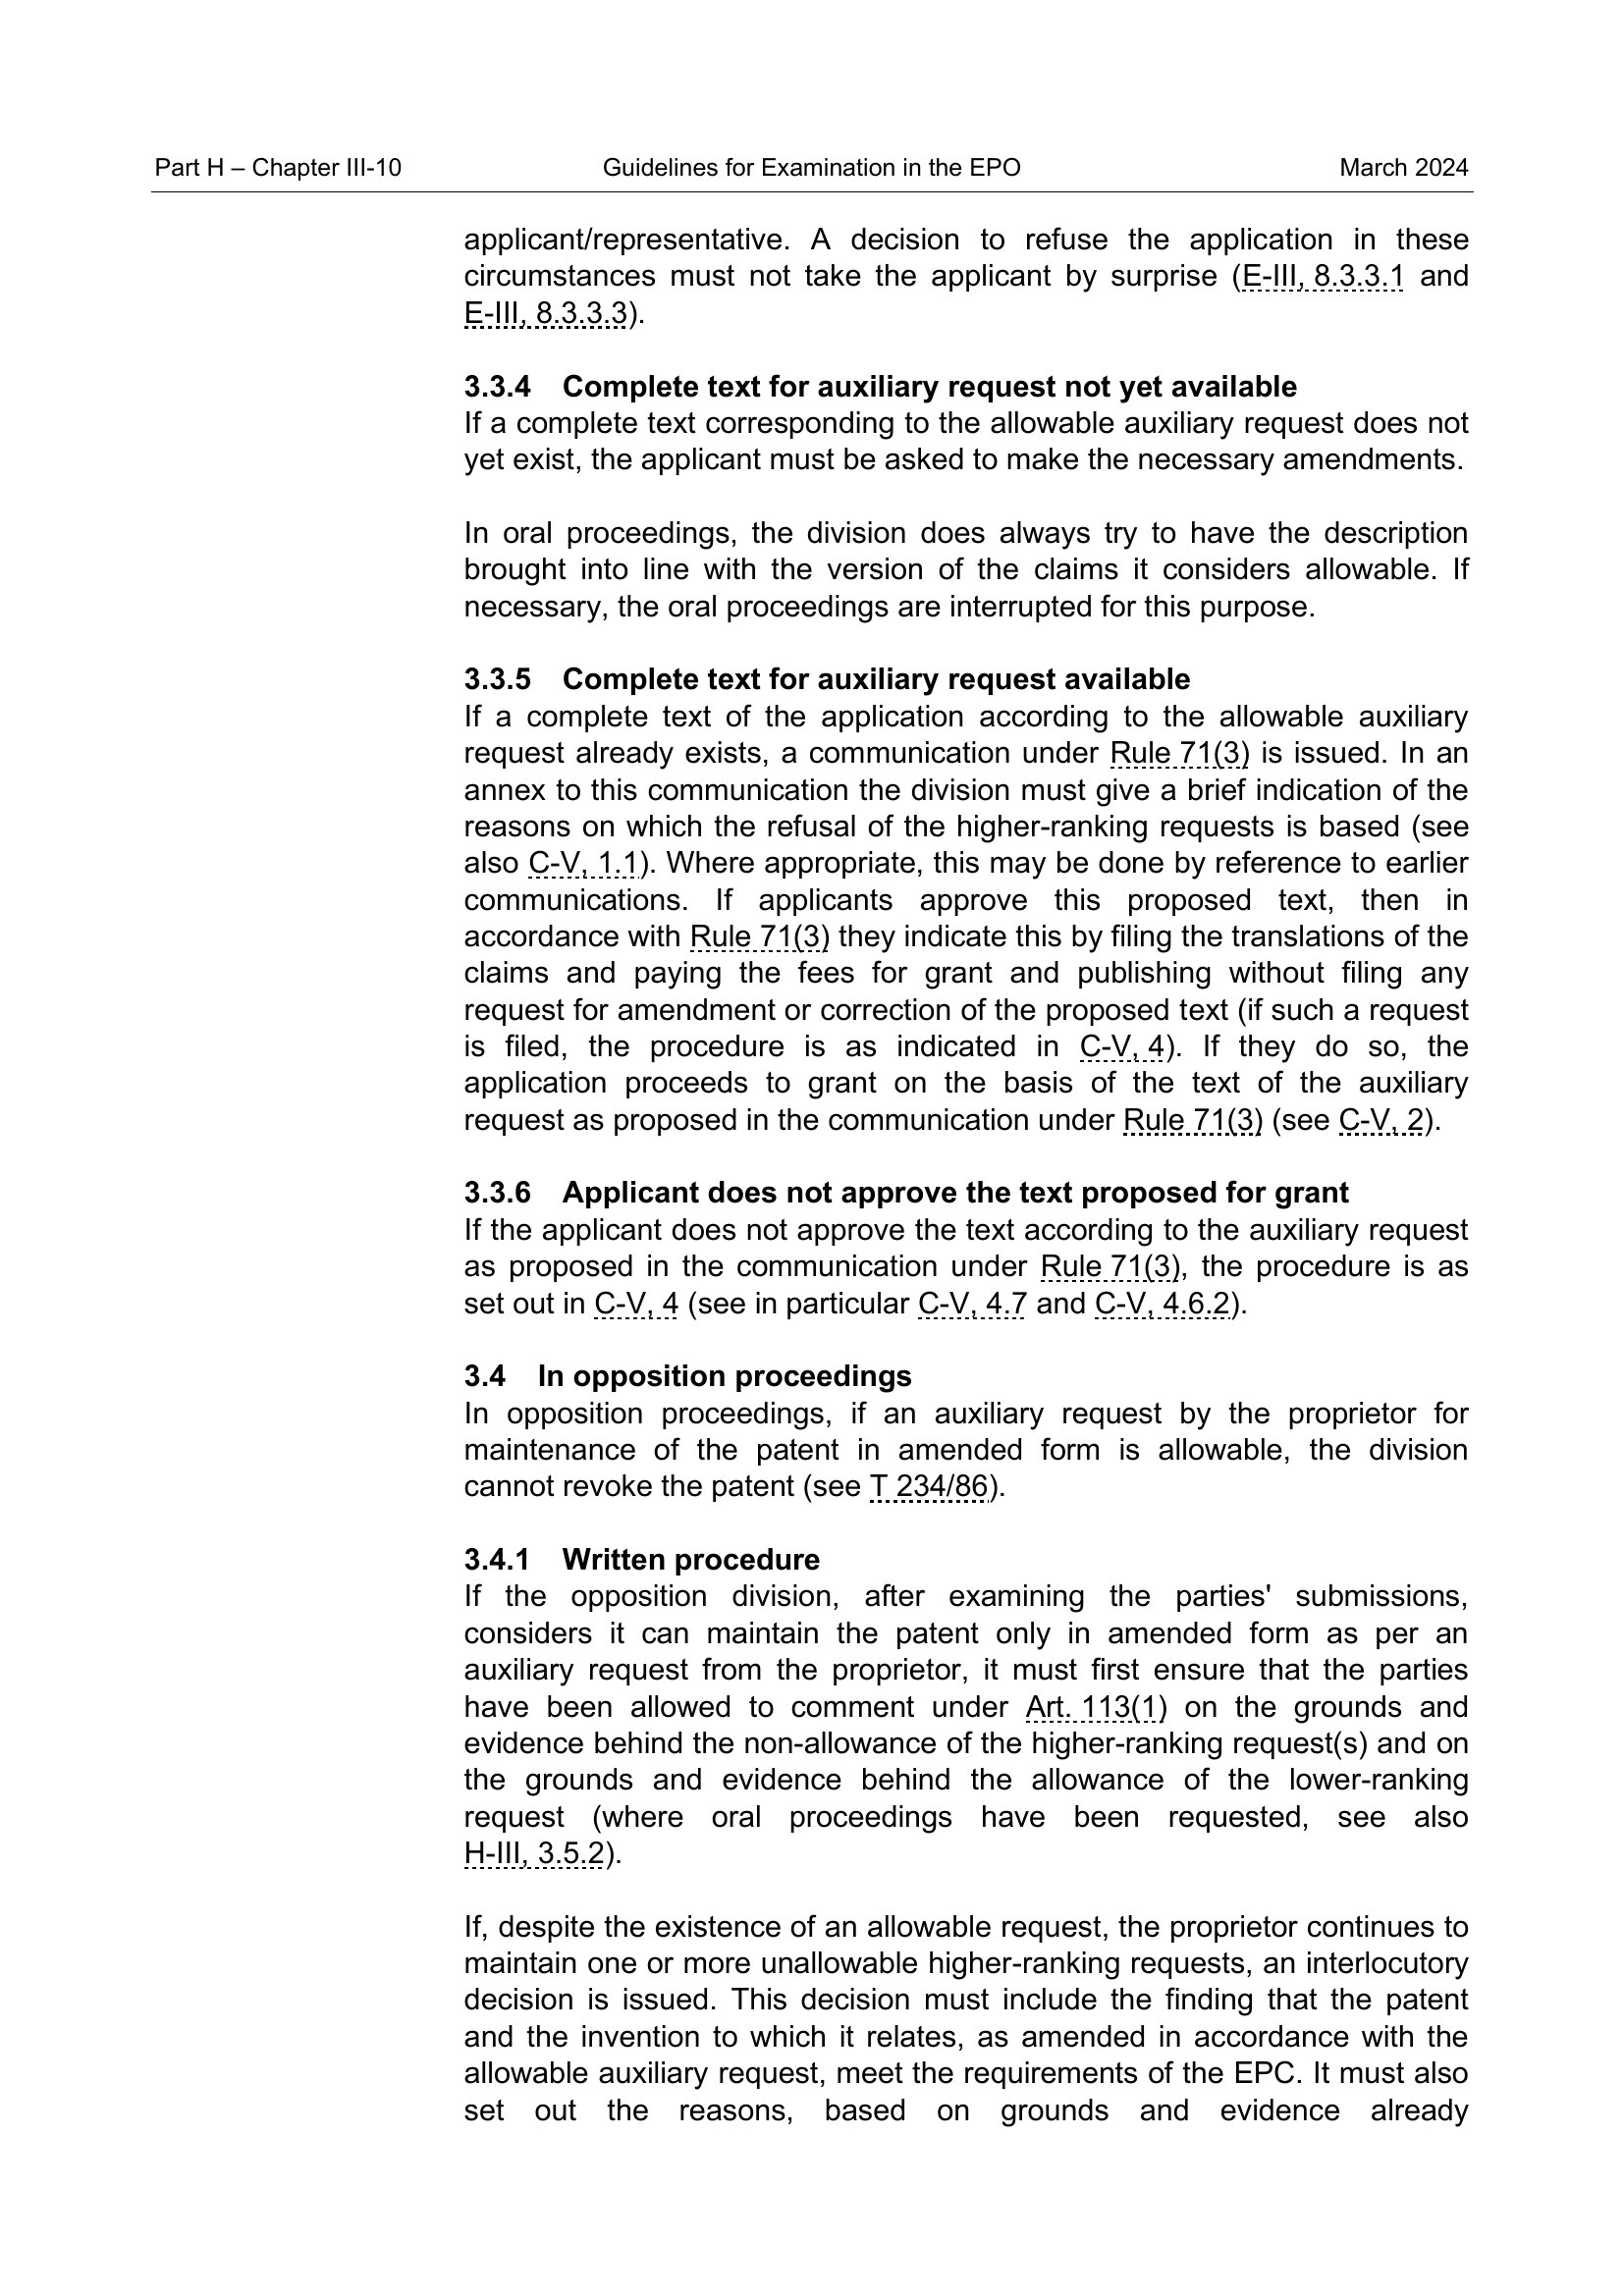 Part H – Chapter III-10 Guidelines for Examination in the EPO March 2024
applicant/representative. A decision to refuse the application in these
circumstances must not take the applicant by surprise (E-III, 8.3.3.1 and
E-III, 8.3.3.3).
3.3.4 Complete text for auxiliary request not yet available
If a complete text corresponding to the allowable auxiliary request does not
yet exist, the applicant must be asked to make the necessary amendments.
In oral proceedings, the division does always try to have the description
brought into line with the version of the claims it considers allowable. If
necessary, the oral proceedings are interrupted for this purpose.
3.3.5 Complete text for auxiliary request available
If a complete text of the application according to the allowable auxiliary
request already exists, a communication under Rule 71(3) is issued. In an
annex to this communication the division must give a brief indication of the
reasons on which the refusal of the higher-ranking requests is based (see
also C-V, 1.1). Where appropriate, this may be done by reference to earlier
communications. If applicants approve this proposed text, then in
accordance with Rule 71(3) they indicate this by filing the translations of the
claims and paying the fees for grant and publishing without filing any
request for amendment or correction of the proposed text (if such a request
is filed, the procedure is as indicated in C-V, 4). If they do so, the
application proceeds to grant on the basis of the text of the auxiliary
request as proposed in the communication under Rule 71(3) (see C-V, 2).
3.3.6 Applicant does not approve the text proposed for grant
If the applicant does not approve the text according to the auxiliary request
as proposed in the communication under Rule 71(3), the procedure is as
set out in C-V, 4 (see in particular C-V, 4.7 and C-V, 4.6.2).
3.4 In opposition proceedings
In opposition proceedings, if an auxiliary request by the proprietor for
maintenance of the patent in amended form is allowable, the division
cannot revoke the patent (see T 234/86).
3.4.1 Written procedure
If the opposition division, after examining the parties' submissions,
considers it can maintain the patent only in amended form as per an
auxiliary request from the proprietor, it must first ensure that the parties
have been allowed to comment under Art. 113(1) on the grounds and
evidence behind the non-allowance of the higher-ranking request(s) and on
the grounds and evidence behind the allowance of the lower-ranking
request (where oral proceedings have been requested, see also
H-III, 3.5.2).
If, despite the existence of an allowable request, the proprietor continues to
maintain one or more unallowable higher-ranking requests, an interlocutory
decision is issued. This decision must include the finding that the patent
and the invention to which it relates, as amended in accordance with the
allowable auxiliary request, meet the requirements of the EPC. It must also
set out the reasons, based on grounds and evidence already